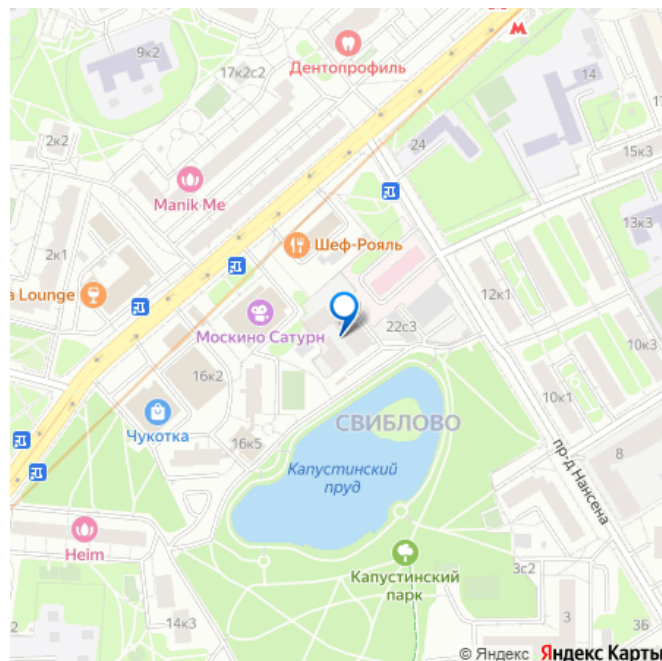 9к2
Дентопрофиль
17к2с2
14
2к2
24
15к3
Manik Me
13к3
Шеф-Рояль
2к1
a Lounge
12к1
Москино Сатурн
22с3
10к3
16к2
10к1
Чукотка
СВИБЛОВО
16к5
8
Капустинский
пруд
пр-д Нансена
Heim
Капустинский
парк
3с2
14к3
3
3Б
© Яндекс Яндекс Карты